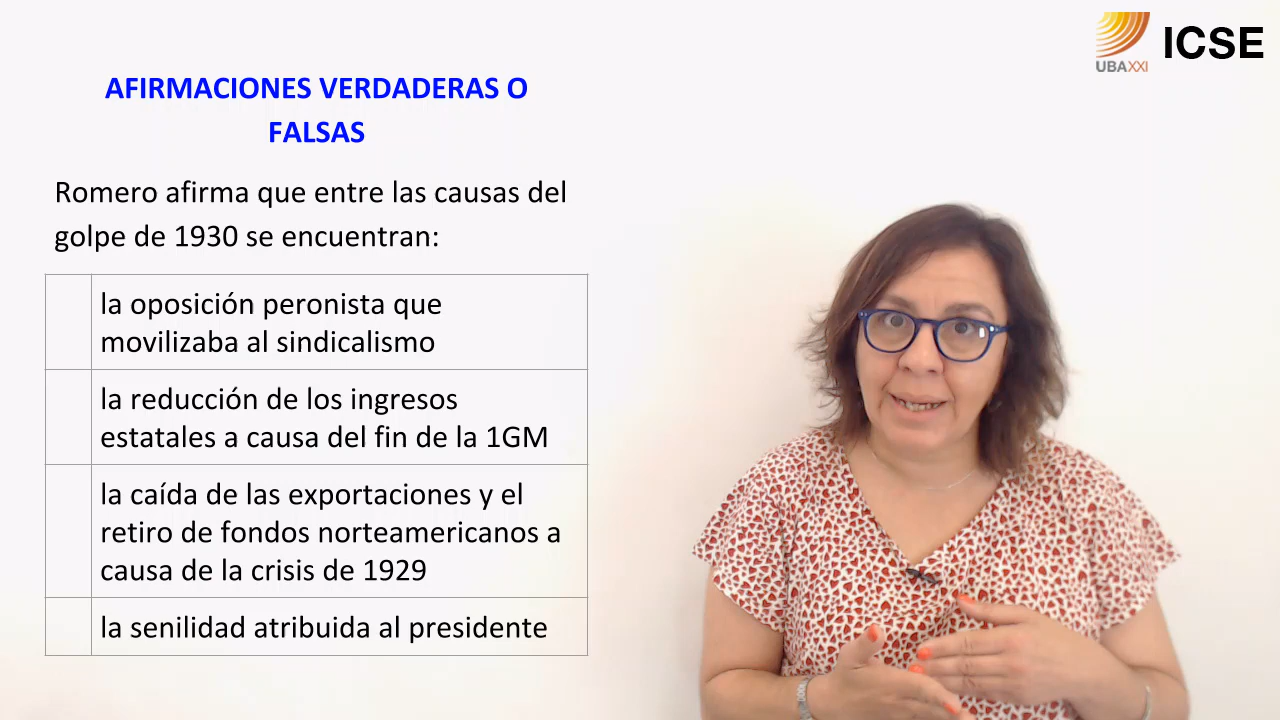 UBAXXI ICSE
AFIRMACIONES VERDADERAS O
FALSAS
Romero afirma que entre las causas del
golpe de 1930 se encuentran:
la oposición peronista que
movilizaba al sindicalismo
la reducción de los ingresos
estatales a causa del fin de la 1GM
la caída de las exportaciones y el
retiro de fondos norteamericanos a
causa de la crisis de 1929
la senilidad atribuida al presidente